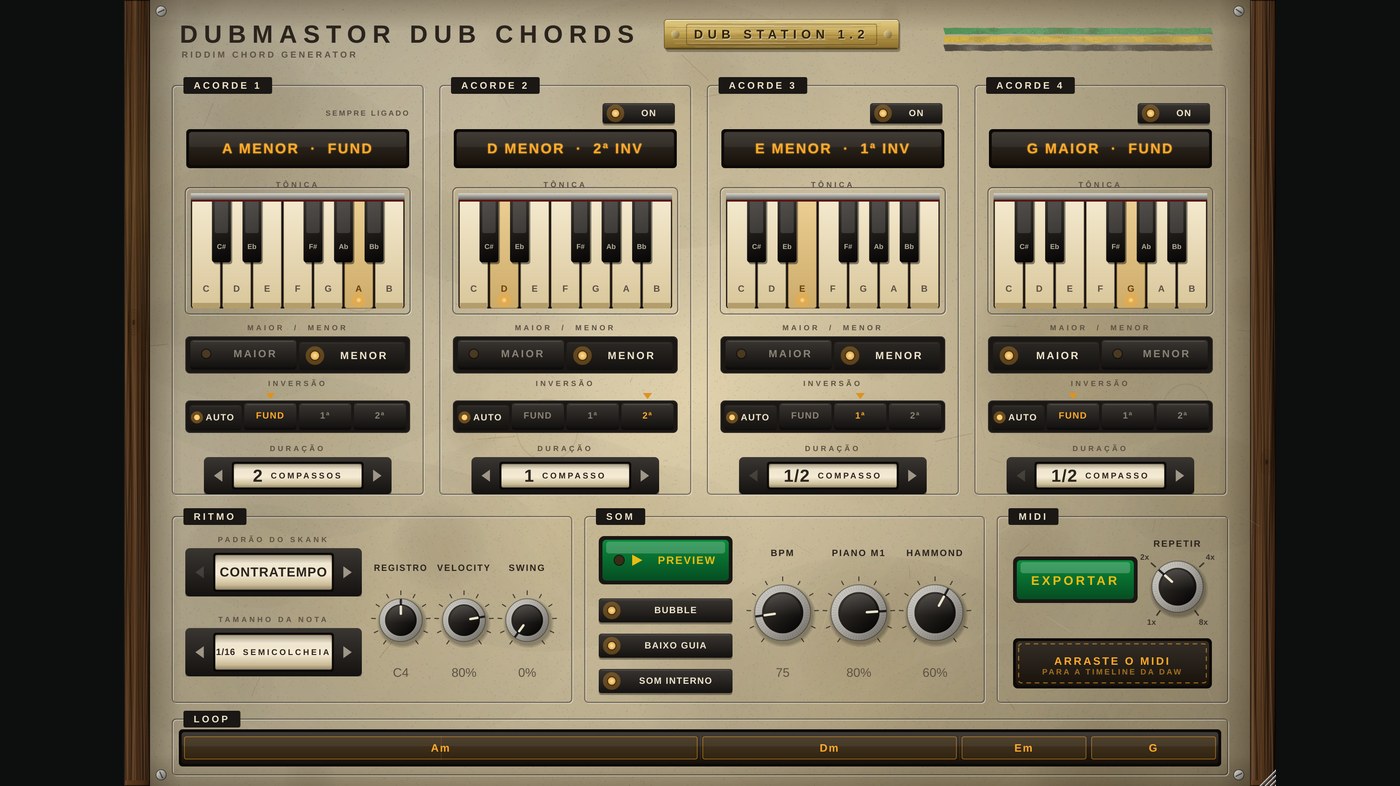 DUBMASTOR DUB CHORDS
RIDDIM CHORD GENERATOR
DUB STATION 1.2
ACORDE 1
SEMPRE LIGADO
A MENOR · FUND
TÔNICA
C# Eb F# Ab Bb
C D E F G A B
MAIOR / MENOR
MAIOR MENOR
INVERSÃO
AUTO FUND 1ª 2ª
DURAÇÃO
2 COMPASSOS
ACORDE 2
ON
D MENOR · 2ª INV
TÔNICA
C# Eb F# Ab Bb
C D E F G A B
MAIOR / MENOR
MAIOR MENOR
INVERSÃO
AUTO FUND 1ª 2ª
DURAÇÃO
1 COMPASSO
ACORDE 3
ON
E MENOR · 1ª INV
TÔNICA
C# Eb F# Ab Bb
C D E F G A B
MAIOR / MENOR
MAIOR MENOR
INVERSÃO
AUTO FUND 1ª 2ª
DURAÇÃO
1/2 COMPASSO
ACORDE 4
ON
G MAIOR · FUND
TÔNICA
C# Eb F# Ab Bb
C D E F G A B
MAIOR / MENOR
MAIOR MENOR
INVERSÃO
AUTO FUND 1ª 2ª
DURAÇÃO
1/2 COMPASSO
RITMO
PADRÃO DO SKANK
CONTRATEMPO
TAMANHO DA NOTA
1/16 SEMICOLCHEIA
REGISTRO VELOCITY SWING
C4 80% 0%
SOM
PREVIEW
BUBBLE
BAIXO GUIA
SOM INTERNO
BPM PIANO M1 HAMMOND
75 80% 60%
MIDI
EXPORTAR
REPETIR
2x 4x
1x 8x
ARRASTE O MIDI
PARA A TIMELINE DA DAW
LOOP
Am Dm Em G